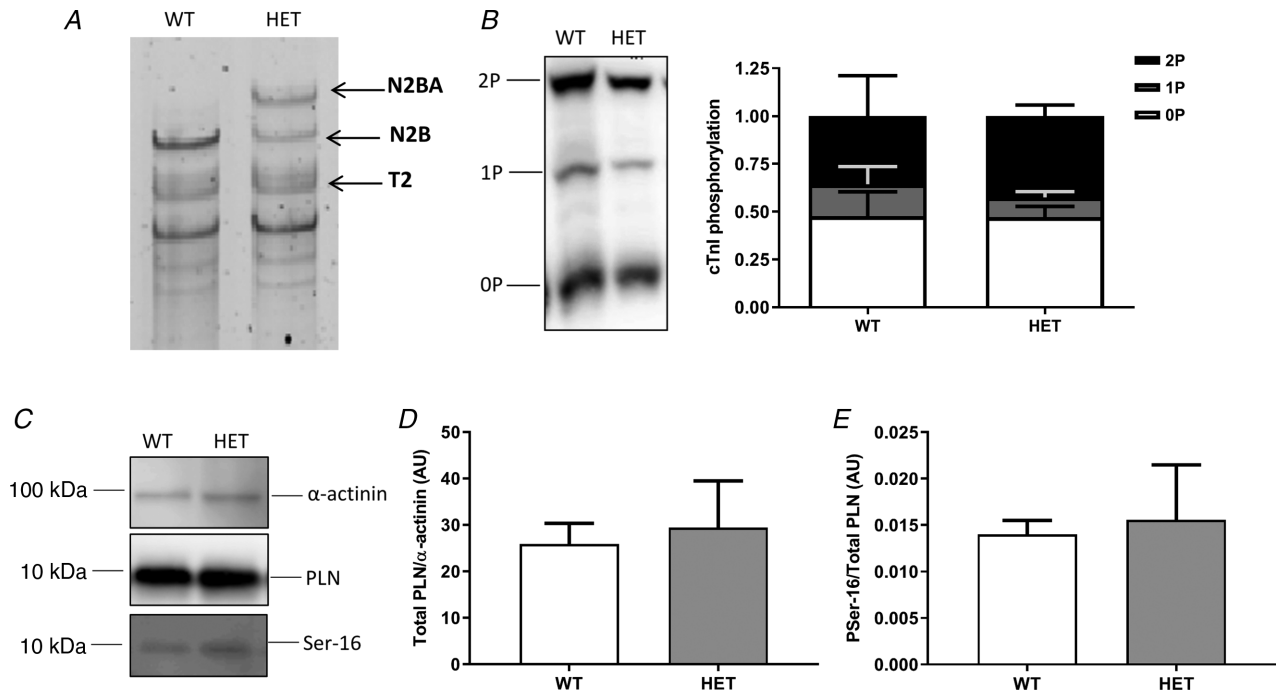 A
WT HET
N2BA
N2B
T2
B
WT HET
2P
1P
0P
cTnI phosphorylation
1.25
1.00
0.75
0.50
0.25
0.00
WT HET
2P
1P
0P
C
WT HET
100 kDa
α-actinin
10 kDa
PLN
10 kDa
Ser-16
D
Total PLN/α-actinin (AU)
50
40
30
20
10
0
WT HET
E
PSer-16/Total PLN (AU)
0.025
0.020
0.015
0.010
0.005
0.000
WT HET